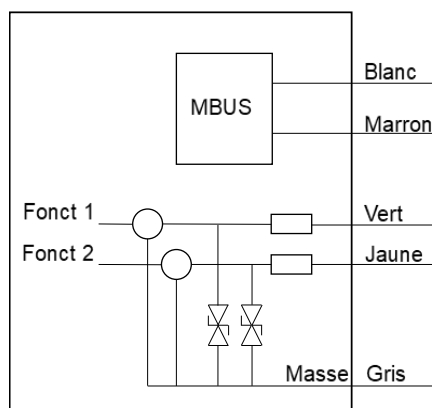 Blanc
MBUS
Marron
Fonct 1
Vert
Fonct 2
Jaune
Masse Gris